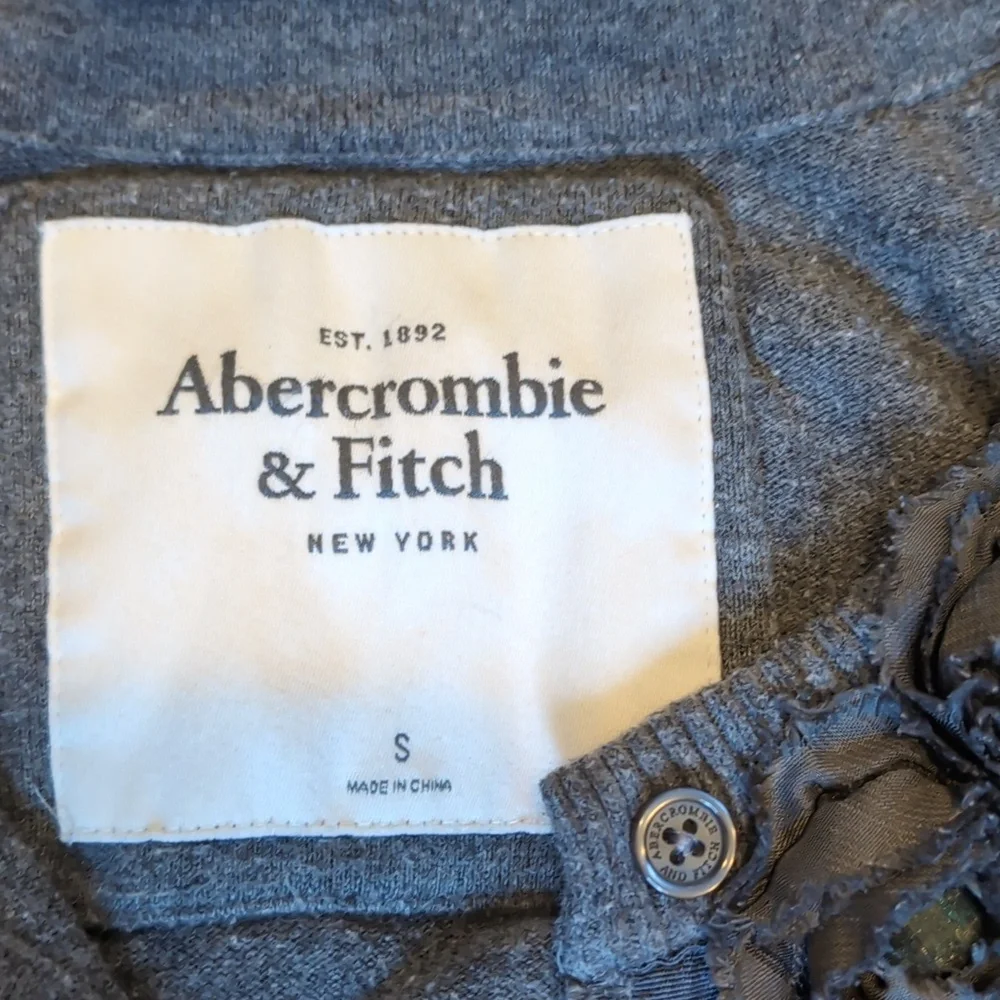 EST. 1892
Abercrombie
& Fitch
NEW YORK
S
MADE IN CHINA
ABERCROMBIE
AND FITCH